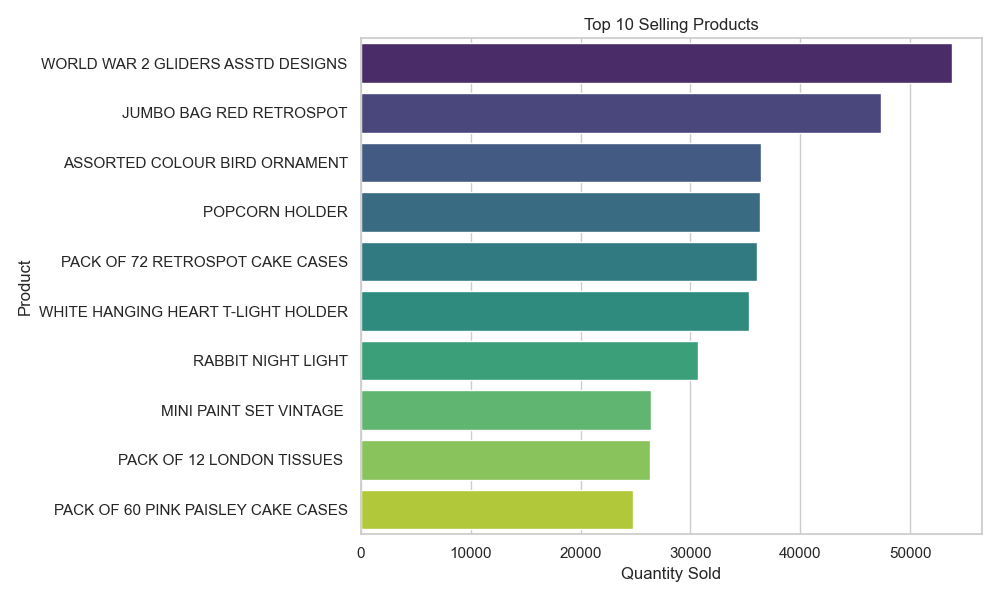 Top 10 Selling Products
Product
WORLD WAR 2 GLIDERS ASSTD DESIGNS
JUMBO BAG RED RETROSPOT
ASSORTED COLOUR BIRD ORNAMENT
POPCORN HOLDER
PACK OF 72 RETROSPOT CAKE CASES
WHITE HANGING HEART T-LIGHT HOLDER
RABBIT NIGHT LIGHT
MINI PAINT SET VINTAGE
PACK OF 12 LONDON TISSUES
PACK OF 60 PINK PAISLEY CAKE CASES
0 10000 20000 30000 40000 50000
Quantity Sold